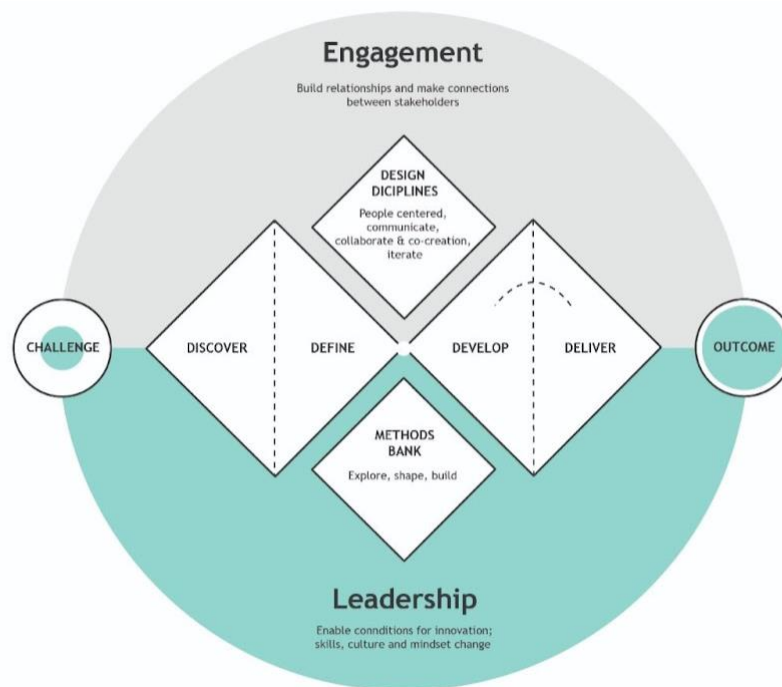 Engagement
Build relationships and make connections
between stakeholders
DESIGN
DICIPLINES
People centered,
communicate,
collaborate & co-creation,
iterate
CHALLENGE
DISCOVER
DEFINE
DEVELOP
DELIVER
OUTCOME
METHODS
BANK
Explore, shape, build
Leadership
Enable connditions for innovation;
skills, culture and mindset change